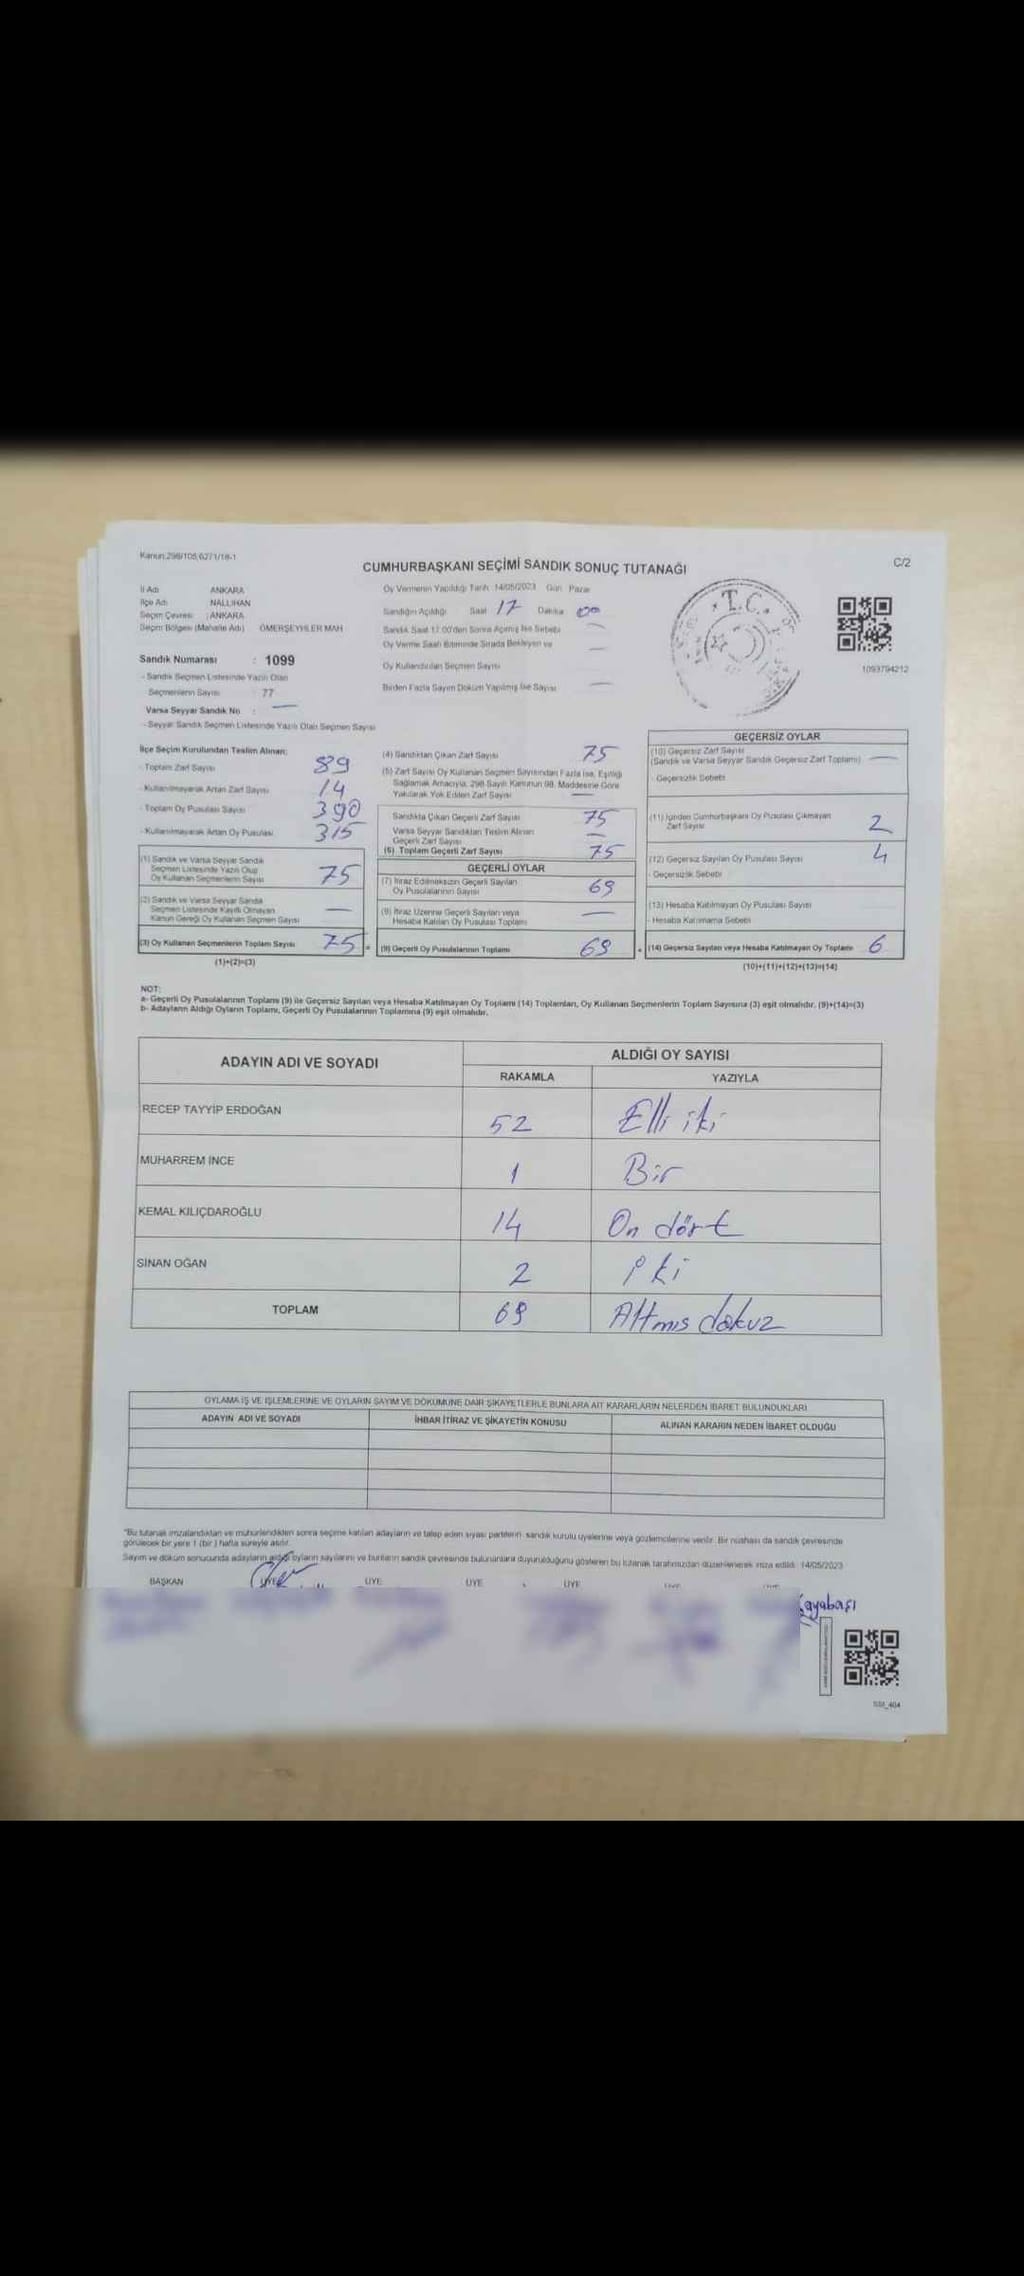 Kanun:298/105,6271/18-1
C/2
CUMHURBAŞKANI SEÇİMİ SANDIK SONUÇ TUTANAĞI
İl Adı ANKARA
İlçe Adı NALLIHAN
Seçim Çevresi : ANKARA
Seçim Bölgesi (Mahalle Adı) ÖMERŞEYHLER MAH
Sandık Numarası : 1099
- Sandık Seçmen Listesinde Yazılı Olan
Seçmenlerin Sayısı : 77
Varsa Seyyar Sandık No : —
- Seyyar Sandık Seçmen Listesinde Yazılı Olan Seçmen Sayısı
Oy Vermenin Yapıldığı Tarih 14/05/2023 Gün Pazar
Sandığın Açıldığı Saat 17 Dakika 00
Sandık Saat 17:00'den Sonra Açılmış İse Sebebi —
Oy Verme Saati Bitiminde Sırada Bekleyen ve —
Oy Kullandırılan Seçmen Sayısı
Birden Fazla Sayım Döküm Yapılmış İse Sayısı —
T.C.
1093794212
İlçe Seçim Kurulundan Teslim Alınan:
- Toplam Zarf Sayısı 89
- Kullanılmayarak Artan Zarf Sayısı 14
- Toplam Oy Pusulası Sayısı 390
- Kullanılmayarak Artan Oy Pusulası 315
(1) Sandık ve Varsa Seyyar Sandık
Seçmen Listesinde Yazılı Olup
Oy Kullanan Seçmenlerin Sayısı 75
(2) Sandık ve Varsa Seyyar Sandık
Seçmen Listesinde Kayıtlı Olmayan
Kanun Gereği Oy Kullanan Seçmen Sayısı —
(3) Oy Kullanan Seçmenlerin Toplam Sayısı 75 =
(1)+(2)=(3)
(4) Sandıktan Çıkan Zarf Sayısı 75
(5) Zarf Sayısı Oy Kullanan Seçmen Sayısından Fazla İse, Eşitliği
Sağlamak Amacıyla, 298 Sayılı Kanunun 98. Maddesine Göre
Yakılarak Yok Edilen Zarf Sayısı —
Sandıkta Çıkan Geçerli Zarf Sayısı 75
Varsa Seyyar Sandıktan Teslim Alınan
Geçerli Zarf Sayısı —
(6) Toplam Geçerli Zarf Sayısı 75
GEÇERLİ OYLAR
(7) İtiraz Edilmeksizin Geçerli Sayılan
Oy Pusulalarının Sayısı 69
(8) İtiraz Üzerine Geçerli Sayılan veya
Hesaba Katılan Oy Pusulası Toplamı —
(9) Geçerli Oy Pusulalarının Toplamı 69 +
GEÇERSİZ OYLAR
(10) Geçersiz Zarf Sayısı
(Sandık ve Varsa Seyyar Sandık Geçersiz Zarf Toplamı) —
- Geçersizlik Sebebi
(11) İçinden Cumhurbaşkanı Oy Pusulası Çıkmayan
Zarf Sayısı 2
(12) Geçersiz Sayılan Oy Pusulası Sayısı 4
- Geçersizlik Sebebi
(13) Hesaba Katılmayan Oy Pusulası Sayısı
- Hesaba Katılmama Sebebi
(14) Geçersiz Sayılan veya Hesaba Katılmayan Oy Toplamı 6
(10)+(11)+(12)+(13)=(14)
NOT:
a- Geçerli Oy Pusulalarının Toplamı (9) ile Geçersiz Sayılan veya Hesaba Katılmayan Oy Toplamı (14) Toplamları, Oy Kullanan Seçmenlerin Toplam Sayısına (3) eşit olmalıdır. (9)+(14)=(3)
b- Adayların Aldığı Oyların Toplamı, Geçerli Oy Pusulalarının Toplamına (9) eşit olmalıdır.
ADAYIN ADI VE SOYADI ALDIĞI OY SAYISI
RAKAMLA YAZIYLA
RECEP TAYYİP ERDOĞAN 52 Elli iki
MUHARREM İNCE 1 Bir
KEMAL KILIÇDAROĞLU 14 On dört
SİNAN OĞAN 2 iki
TOPLAM 69 Altmıs dokuz
OYLAMA İŞ VE İŞLEMLERİNE VE OYLARIN SAYIM VE DÖKÜMÜNE DAİR ŞİKAYETLERLE BUNLARA AİT KARARLARIN NELERDEN İBARET BULUNDUKLARI
ADAYIN ADI VE SOYADI İHBAR İTİRAZ VE ŞİKAYETİN KONUSU ALINAN KARARIN NEDEN İBARET OLDUĞU
*Bu tutanak imzalandıktan ve mühürlendikten sonra seçime katılan adayların ve talep eden siyasi partilerin sandık kurulu üyelerine veya gözlemcilerine verilir. Bir nüshası da sandık çevresinde
görülecek bir yere 1 (bir) hafta süreyle asılır.
Sayım ve döküm sonucunda adayların aldığı oyların sayılarını ve bunların sandık çevresinde bulunanlara duyurulduğunu gösteren bu tutanak tarafımızdan düzenlenerek imza edildi. 14/05/2023
BAŞKAN ÜYE ÜYE ÜYE ÜYE ÜYE ÜYE
ayabaşı
SSI_404